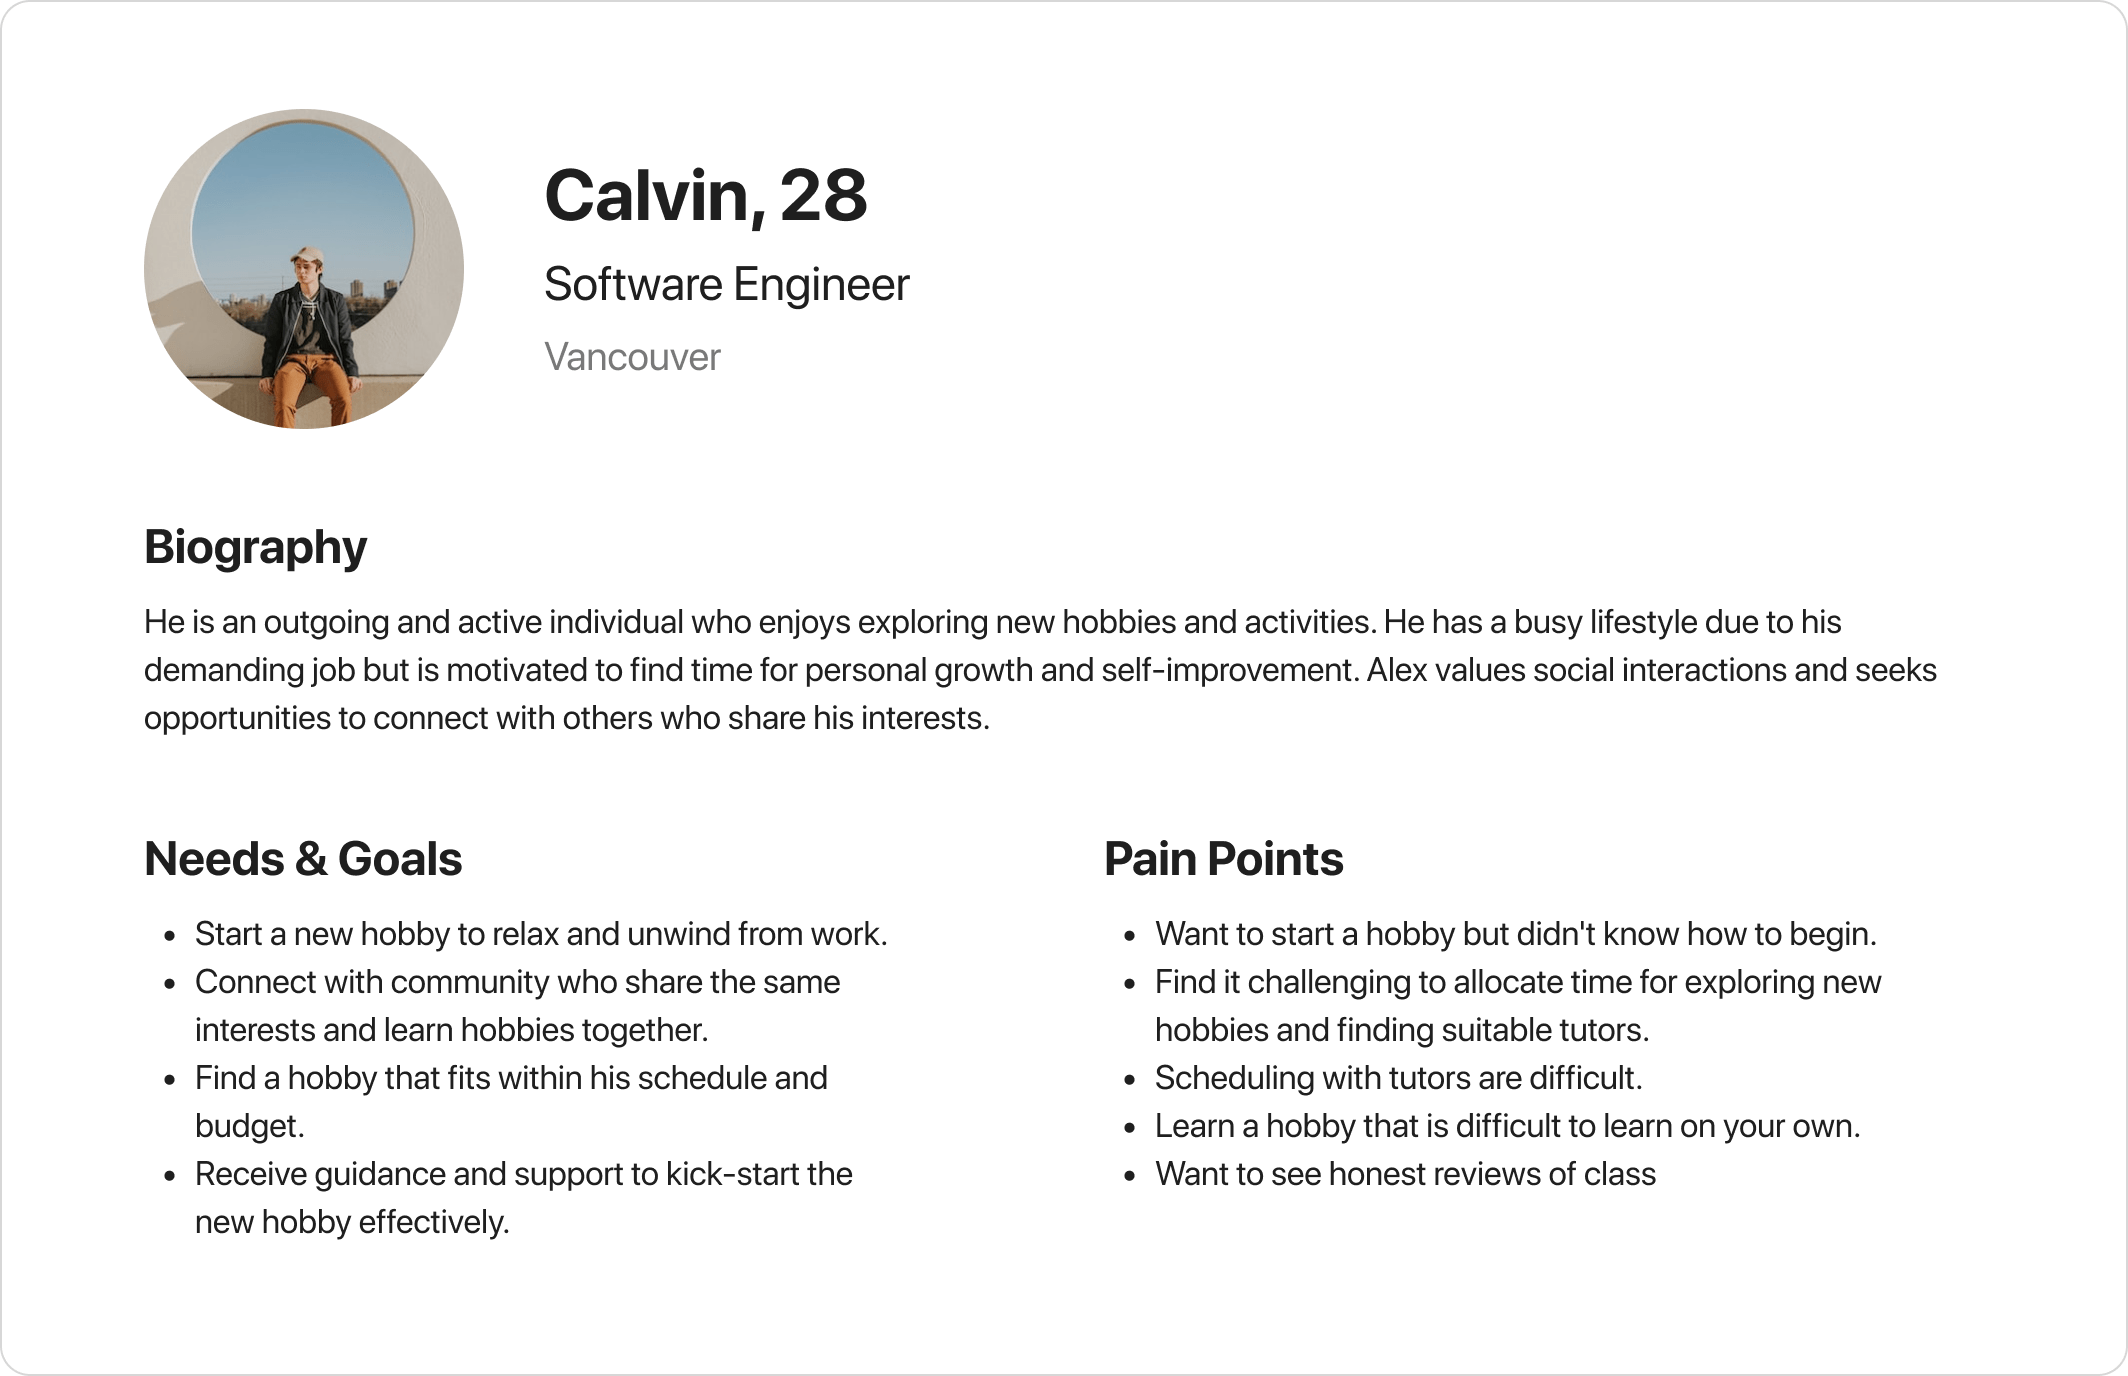 Calvin, 28
Software Engineer
Vancouver
Biography
He is an outgoing and active individual who enjoys exploring new hobbies and activities. He has a busy lifestyle due to his
demanding job but is motivated to find time for personal growth and self-improvement. Alex values social interactions and seeks
opportunities to connect with others who share his interests.
Needs & Goals
• Start a new hobby to relax and unwind from work.
• Connect with community who share the same
interests and learn hobbies together.
• Find a hobby that fits within his schedule and
budget.
• Receive guidance and support to kick-start the
new hobby effectively.
Pain Points
• Want to start a hobby but didn't know how to begin.
• Find it challenging to allocate time for exploring new
hobbies and finding suitable tutors.
• Scheduling with tutors are difficult.
• Learn a hobby that is difficult to learn on your own.
• Want to see honest reviews of class